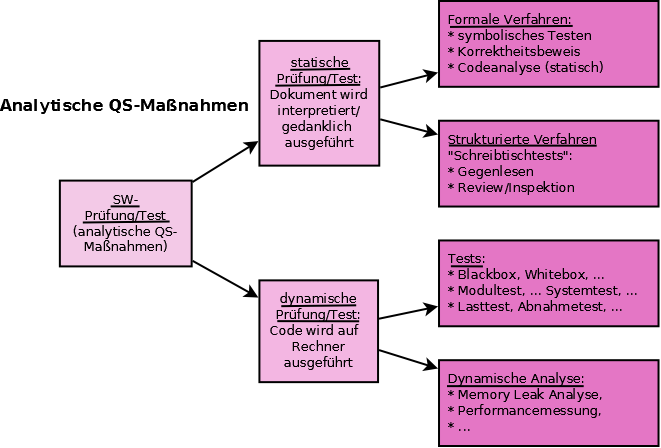 Analytische QS-Maßnahmen
SW-
Prüfung/Test
(analytische QS-
Maßnahmen)
statische
Prüfung/Test:
Dokument wird
interpretiert/
gedanklich
ausgeführt
dynamische
Prüfung/Test:
Code wird auf
Rechner
ausgeführt
Formale Verfahren:
* symbolisches Testen
* Korrektheitsbeweis
* Codeanalyse (statisch)
Strukturierte Verfahren
"Schreibtischtests":
* Gegenlesen
* Review/Inspektion
Tests:
* Blackbox, Whitebox, ...
* Modultest, ... Systemtest, ...
* Lasttest, Abnahmetest, ...
Dynamische Analyse:
* Memory Leak Analyse,
* Performancemessung,
* ...